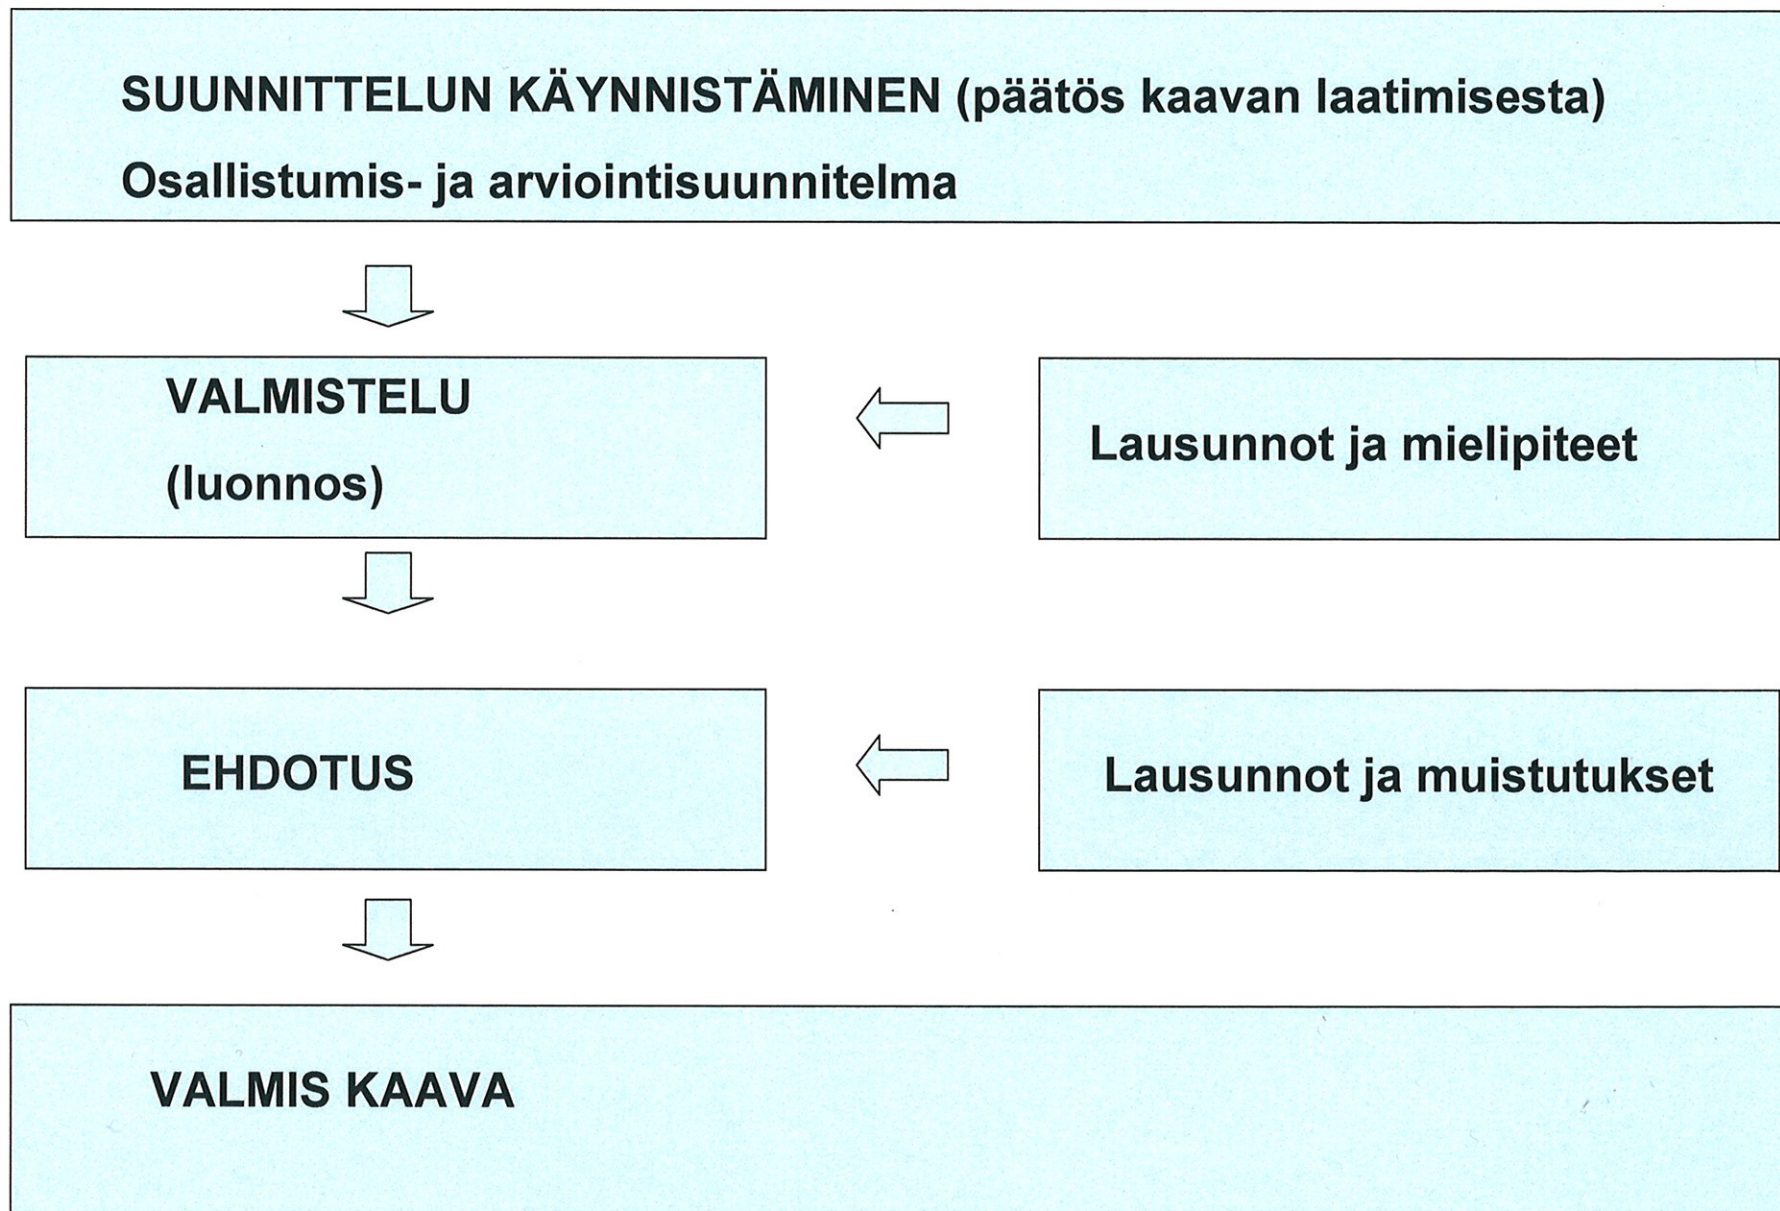 SUUNNITTELUN KÄYNNISTÄMINEN (päätös kaavan laatimisesta)
Osallistumis- ja arviointisuunnitelma
VALMISTELU
(luonnos)
Lausunnot ja mielipiteet
EHDOTUS
Lausunnot ja muistutukset
VALMIS KAAVA